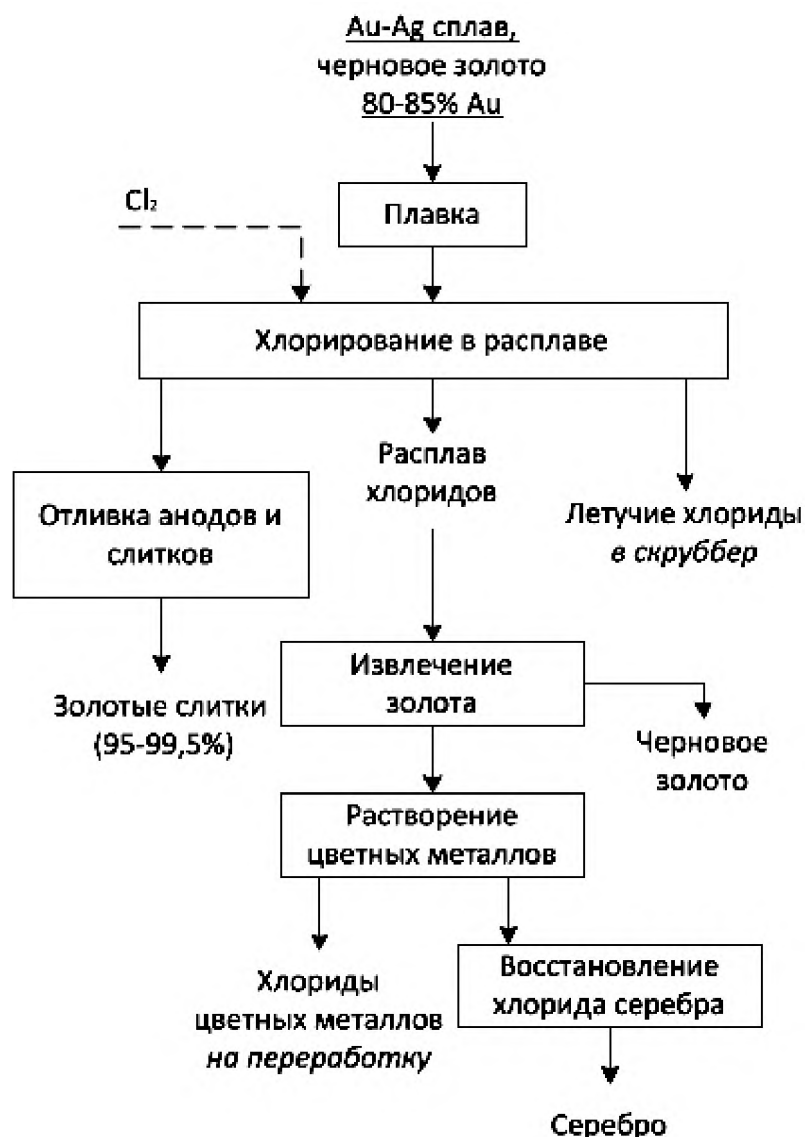 Au-Ag сплав,
черновое золото
80-85% Au
Cl₂
Плавка
Хлорирование в расплаве
Отливка анодов и
слитков
Расплав
хлоридов
Летучие хлориды
в скруббер
Золотые слитки
(95-99,5%)
Извлечение
золота
Черновое
золото
Растворение
цветных металлов
Хлориды
цветных металлов
на переработку
Восстановление
хлорида серебра
Серебро